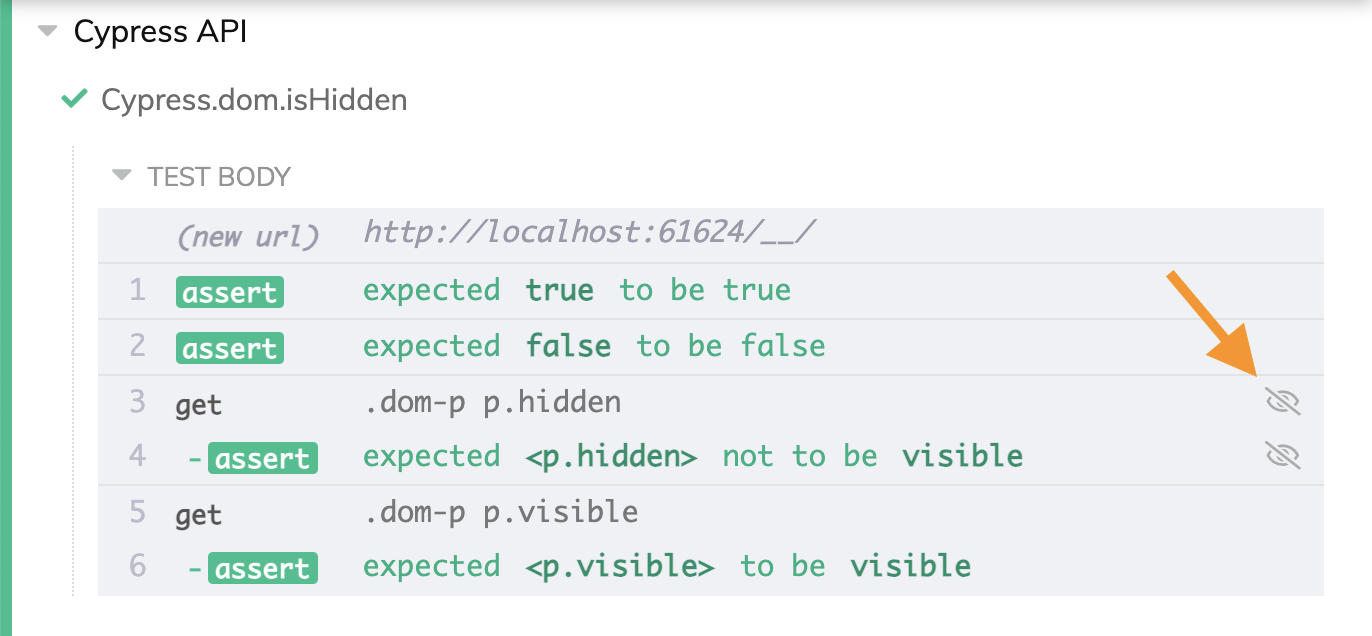 Cypress API
Cypress.dom.isHidden
TEST BODY
(new url) http://localhost:61624/__/
1 assert expected true to be true
2 assert expected false to be false
3 get .dom-p p.hidden
4 -assert expected <p.hidden> not to be visible
5 get .dom-p p.visible
6 -assert expected <p.visible> to be visible